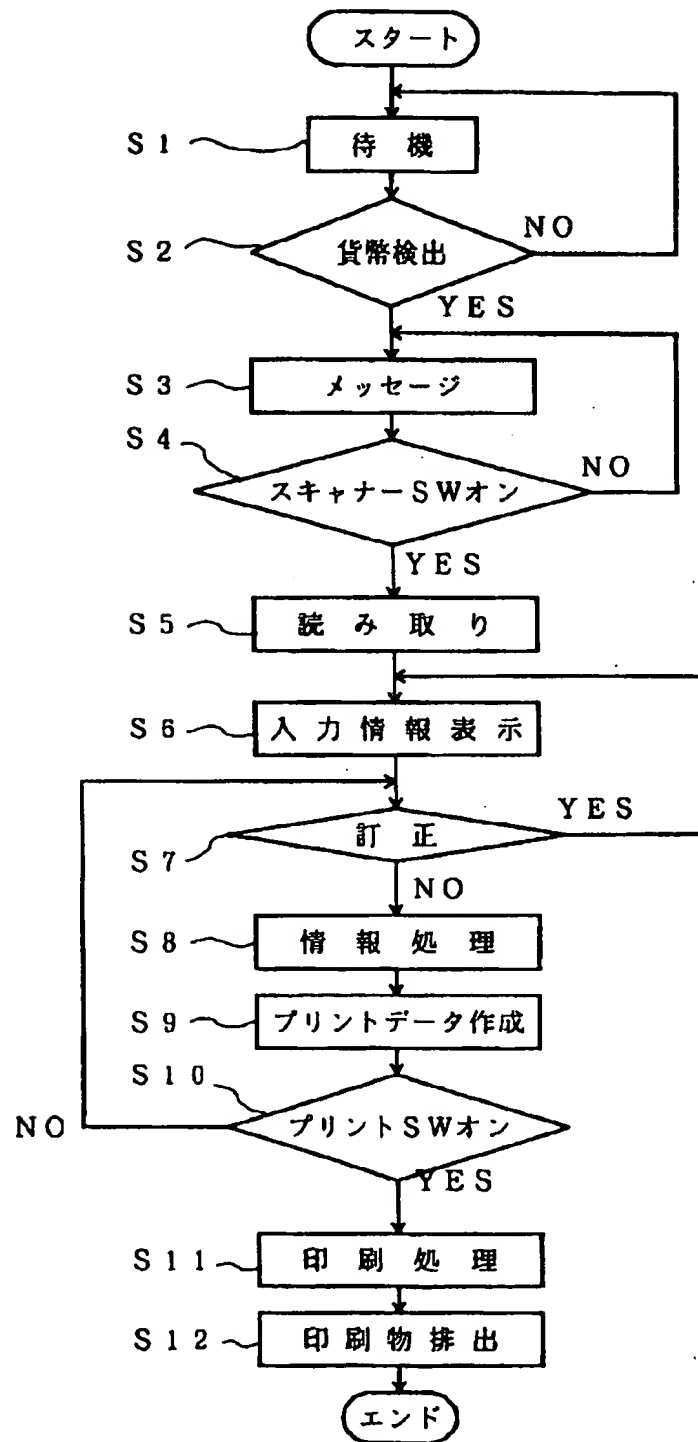 スタート
S1
待機
S2
貨幣検出
NO
YES
S3
メッセージ
S4
スキャナーSWオン
NO
YES
S5
読み取り
S6
入力情報表示
S7
訂正
YES
NO
S8
情報処理
S9
プリントデータ作成
S10
プリントSWオン
NO
YES
S11
印刷処理
S12
印刷物排出
エンド